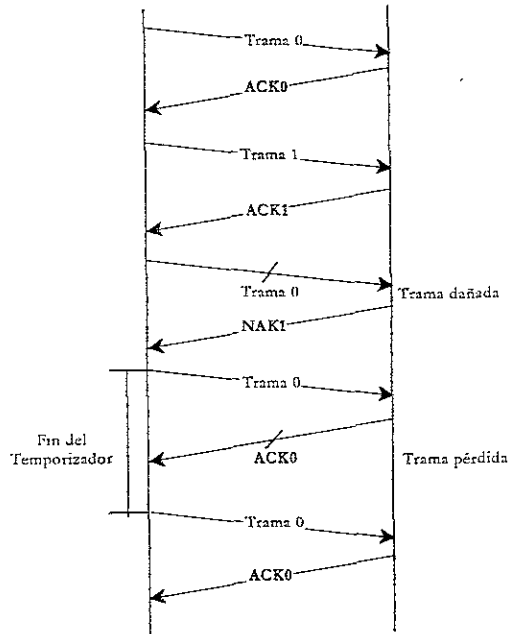 Trama 0
ACK0
Trama 1
ACK1
Trama 0
Trama dañada
NAK1
Trama 0
Fin del
Temporizador
ACK0
Trama pérdida
Trama 0
ACK0